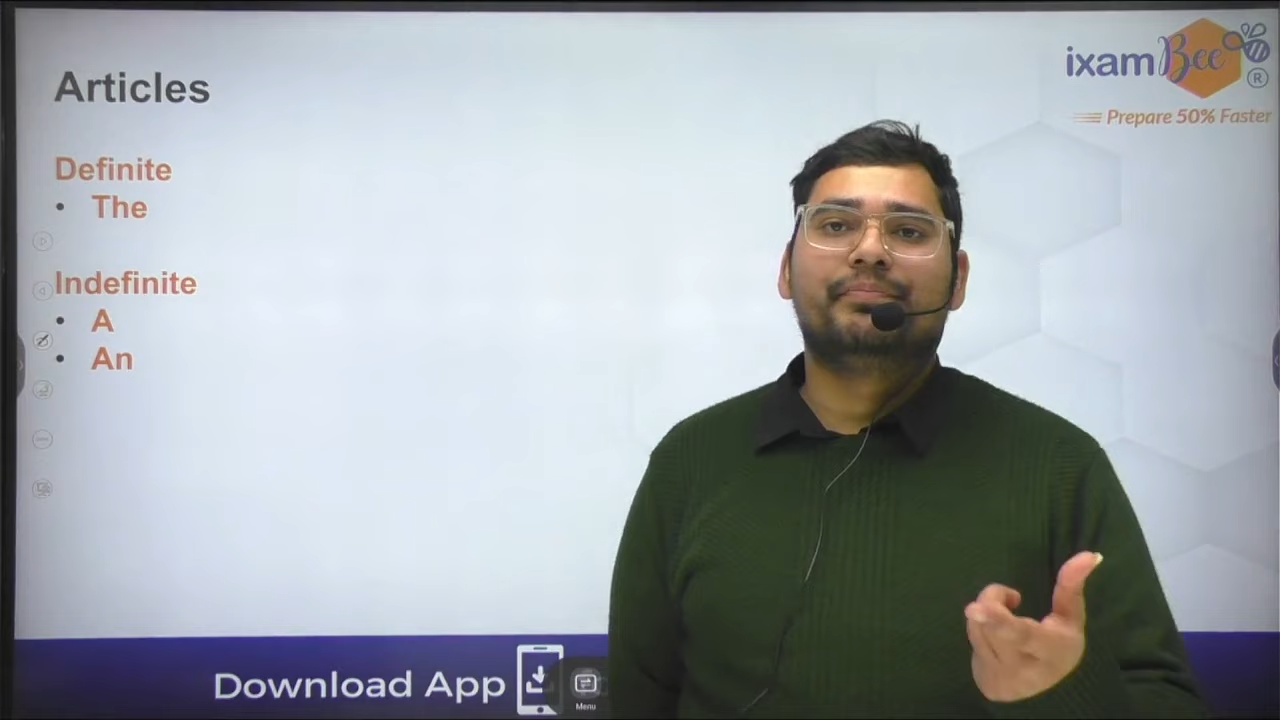 Articles
ixamBee
®
Prepare 50% Faster
Definite
• The
Indefinite
• A
• An
Download App
Menu